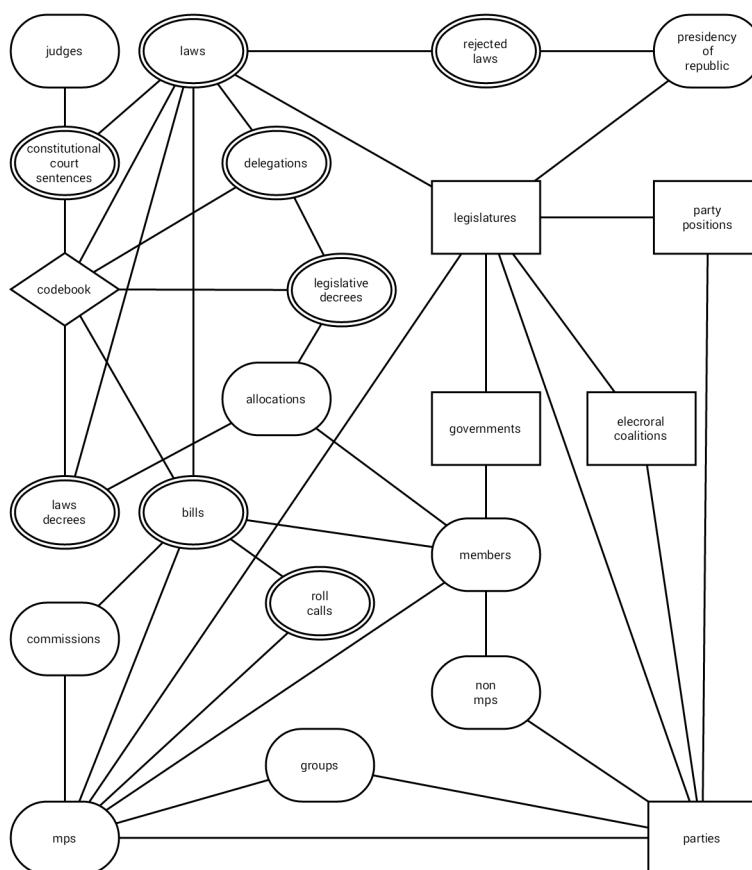 judges
laws
rejected
laws
presidency
of
republic
constitutional
court
sentences
delegations
legislatures
party
positions
codebook
legislative
decrees
allocations
governments
elecroral
coalitions
laws
decrees
bills
members
roll
calls
commissions
non
mps
groups
mps
parties